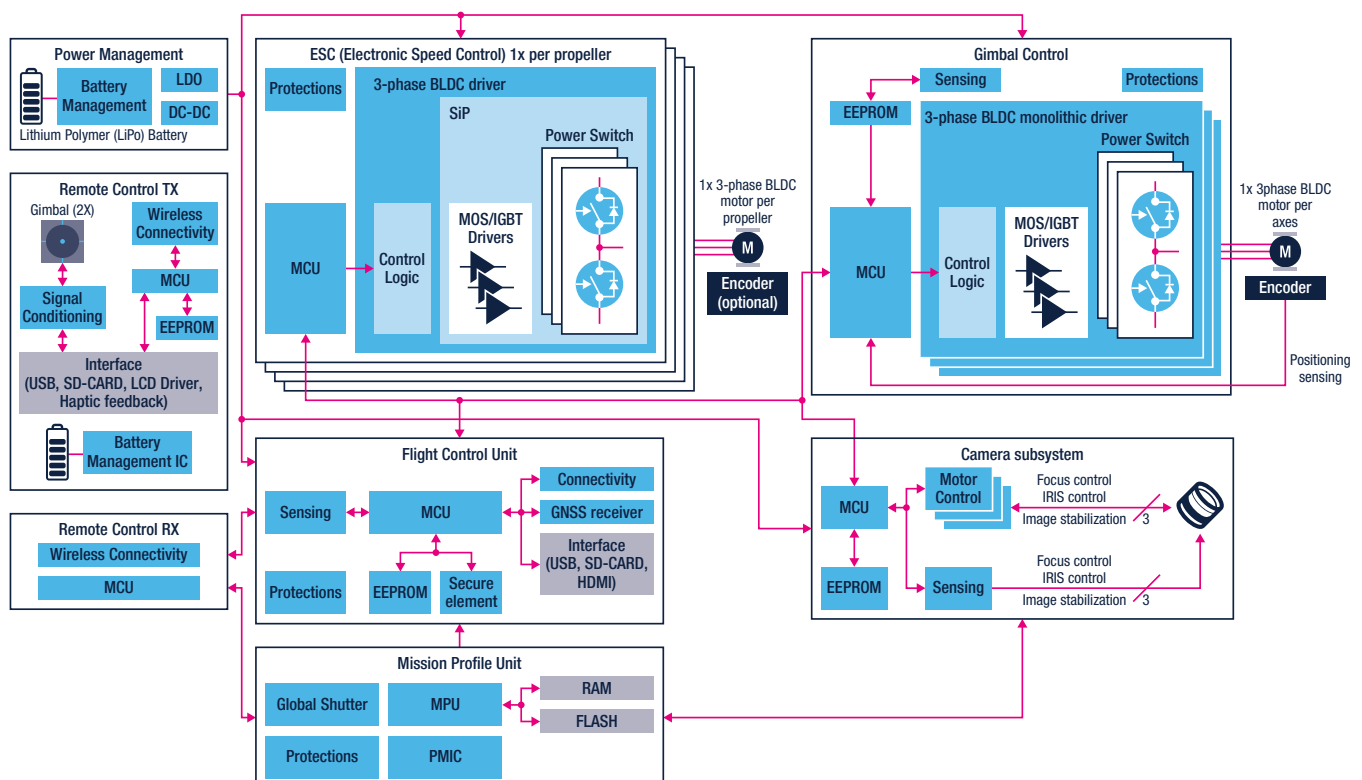 Power Management
Battery
Management
LDO
DC-DC
Lithium Polymer (LiPo) Battery
Remote Control TX
Gimbal (2X)
Wireless
Connectivity
MCU
Signal
Conditioning
EEPROM
Interface
(USB, SD-CARD, LCD Driver,
Haptic feedback)
Battery
Management IC
Remote Control RX
Wireless Connectivity
MCU
ESC (Electronic Speed Control) 1x per propeller
Protections
3-phase BLDC driver
SiP
Power Switch
MCU
Control
Logic
MOS/IGBT
Drivers
1x 3-phase BLDC
motor per
propeller
M
Encoder
(optional)
Gimbal Control
Sensing
Protections
EEPROM
3-phase BLDC monolithic driver
Power Switch
MCU
Control
Logic
MOS/IGBT
Drivers
1x 3phase BLDC
motor per
axes
M
Encoder
Positioning
sensing
Flight Control Unit
Sensing
MCU
Connectivity
GNSS receiver
Interface
(USB, SD-CARD,
HDMI)
Protections
EEPROM
Secure
element
Camera subsystem
MCU
Motor
Control
Focus control
IRIS control
Image stabilization
3
EEPROM
Sensing
Focus control
IRIS control
Image stabilization
3
Mission Profile Unit
Global Shutter
MPU
RAM
FLASH
Protections
PMIC